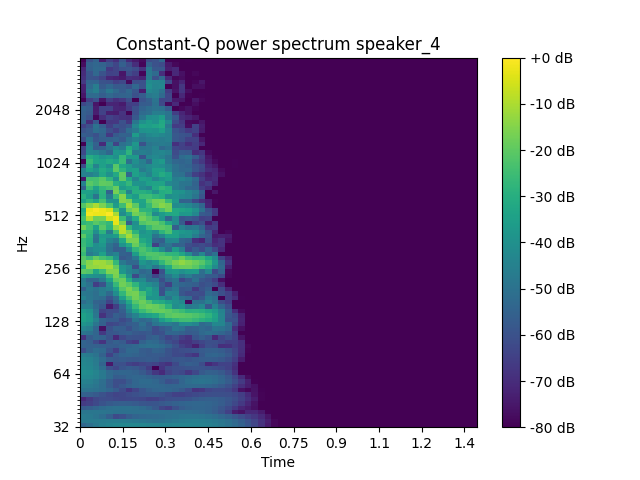 Constant-Q power spectrum speaker_4
+0 dB
-10 dB
-20 dB
-30 dB
-40 dB
-50 dB
-60 dB
-70 dB
-80 dB
Hz
2048
1024
512
256
128
64
32
0 0.15 0.3 0.45 0.6 0.75 0.9 1.1 1.2 1.4
Time